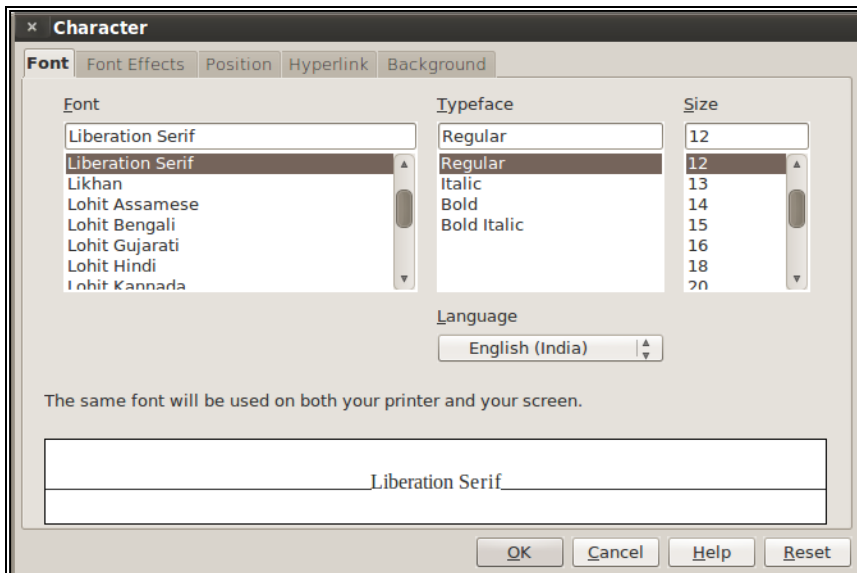 × Character
Font Font Effects Position Hyperlink Background
Font Typeface Size
Liberation Serif Regular 12
Liberation Serif Regular 12
Likhan Italic 13
Lohit Assamese Bold 14
Lohit Bengali Bold Italic 15
Lohit Gujarati 16
Lohit Hindi 18
Lohit Kannada 20
Language
English (India)
The same font will be used on both your printer and your screen.
Liberation Serif
OK Cancel Help Reset